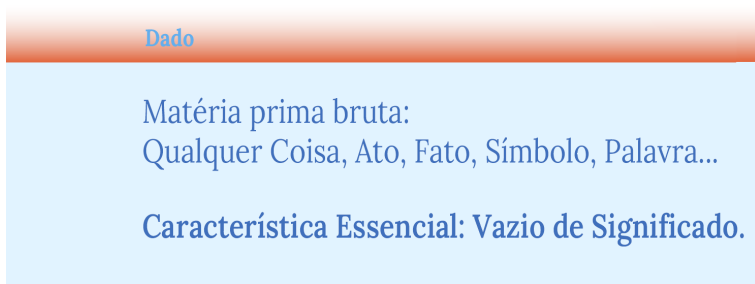 Dado
Matéria prima bruta:
Qualquer Coisa, Ato, Fato, Símbolo, Palavra...
Característica Essencial: Vazio de Significado.